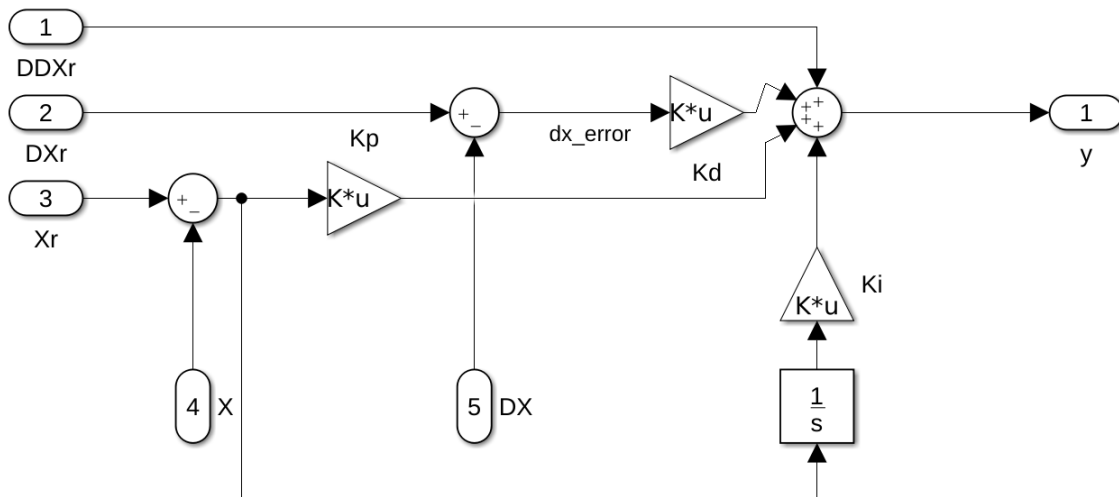 1
DDXr
2
DXr
+
−
dx_error
K*u
Kd
+
+
+
+
1
y
Kp
3
Xr
+
−
K*u
Ki
K*u
4
X
5
DX
1
s